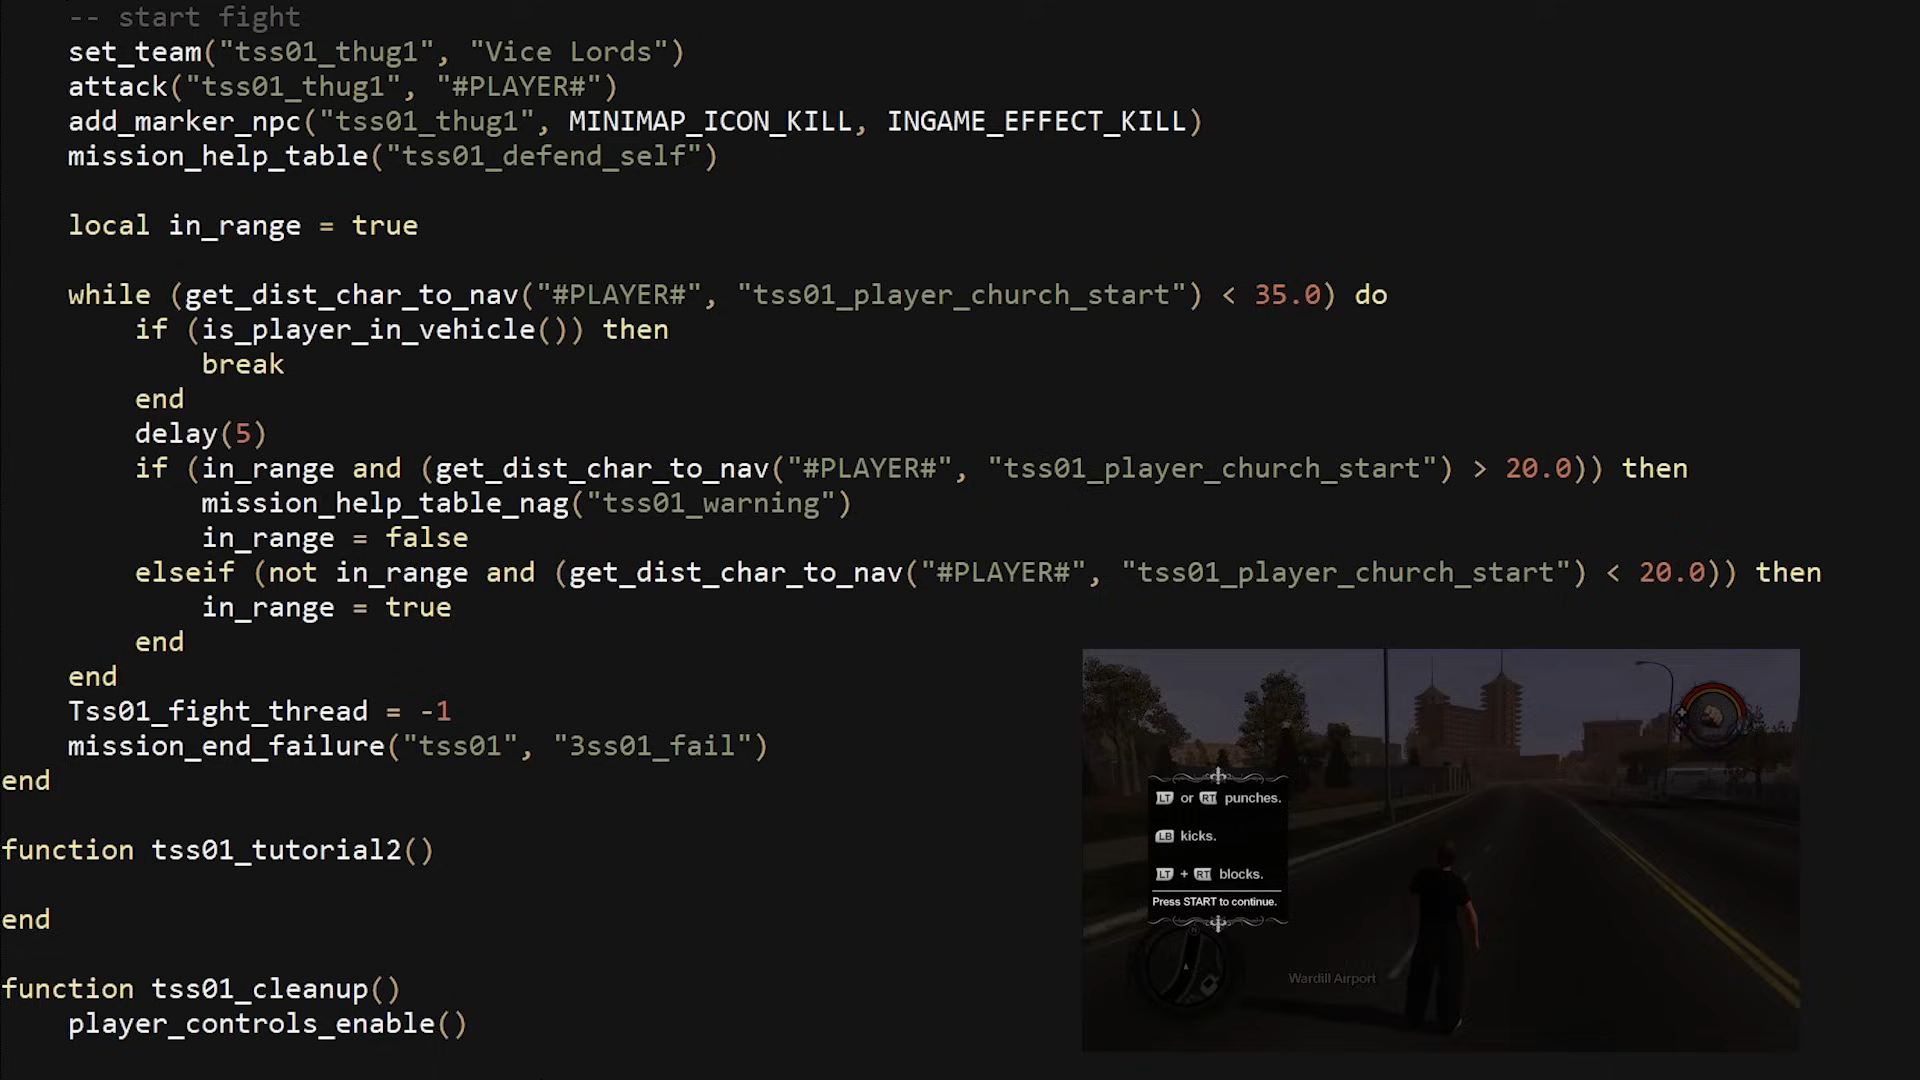 -- start fight
set_team("tss01_thug1", "Vice Lords")
attack("tss01_thug1", "#PLAYER#")
add_marker_npc("tss01_thug1", MINIMAP_ICON_KILL, INGAME_EFFECT_KILL)
mission_help_table("tss01_defend_self")
local in_range = true
while (get_dist_char_to_nav("#PLAYER#", "tss01_player_church_start") < 35.0) do
if (is_player_in_vehicle()) then
break
end
delay(5)
if (in_range and (get_dist_char_to_nav("#PLAYER#", "tss01_player_church_start") > 20.0)) then
mission_help_table_nag("tss01_warning")
in_range = false
elseif (not in_range and (get_dist_char_to_nav("#PLAYER#", "tss01_player_church_start") < 20.0)) then
in_range = true
end
end
Tss01_fight_thread = -1
mission_end_failure("tss01", "3ss01_fail")
end
function tss01_tutorial2()
end
function tss01_cleanup()
player_controls_enable()
LT or RT punches.
LB kicks.
LT + RT blocks.
Press START to continue.
N
Wardill Airport